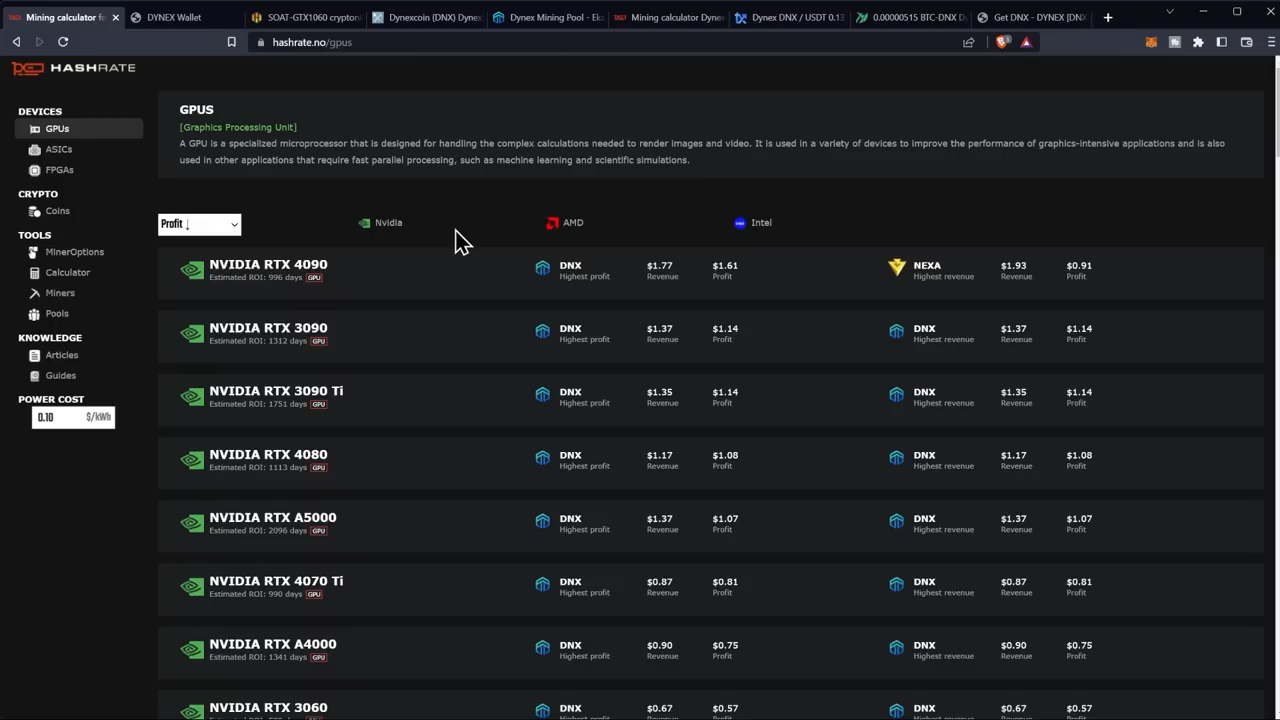 Mining calculator fo
DYNEX Wallet
SOAT-GTX1060 cryptom
Dynexcoin (DNX) Dynex
Dynex Mining Pool - Eka
Mining calculator Dyne
Dynex DNX / USDT 0.13
0.00000515 BTC-DNX Dy
Get DNX - DYNEX [DNX
hashrate.no/gpus
HASHRATE
DEVICES
GPUs
ASICs
FPGAs
CRYPTO
Coins
TOOLS
MinerOptions
Calculator
Miners
Pools
KNOWLEDGE
Articles
Guides
POWER COST
0.10 $/kWh
GPUS
[Graphics Processing Unit]
A GPU is a specialized microprocessor that is designed for handling the complex calculations needed to render images and video. It is used in a variety of devices to improve the performance of graphics-intensive applications and is also
used in other applications that require fast parallel processing, such as machine learning and scientific simulations.
Profit ↓ Nvidia AMD Intel
NVIDIA RTX 4090 DNX $1.77 $1.61 NEXA $1.93 $0.91
Estimated ROI: 996 days GPU Highest profit Revenue Profit Highest revenue Revenue Profit
NVIDIA RTX 3090 DNX $1.37 $1.14 DNX $1.37 $1.14
Estimated ROI: 1312 days GPU Highest profit Revenue Profit Highest revenue Revenue Profit
NVIDIA RTX 3090 Ti DNX $1.35 $1.14 DNX $1.35 $1.14
Estimated ROI: 1751 days GPU Highest profit Revenue Profit Highest revenue Revenue Profit
NVIDIA RTX 4080 DNX $1.17 $1.08 DNX $1.17 $1.08
Estimated ROI: 1113 days GPU Highest profit Revenue Profit Highest revenue Revenue Profit
NVIDIA RTX A5000 DNX $1.37 $1.07 DNX $1.37 $1.07
Estimated ROI: 2096 days GPU Highest profit Revenue Profit Highest revenue Revenue Profit
NVIDIA RTX 4070 Ti DNX $0.87 $0.81 DNX $0.87 $0.81
Estimated ROI: 990 days GPU Highest profit Revenue Profit Highest revenue Revenue Profit
NVIDIA RTX A4000 DNX $0.90 $0.75 DNX $0.90 $0.75
Estimated ROI: 1341 days GPU Highest profit Revenue Profit Highest revenue Revenue Profit
NVIDIA RTX 3060 DNX $0.67 $0.57 DNX $0.67 $0.57